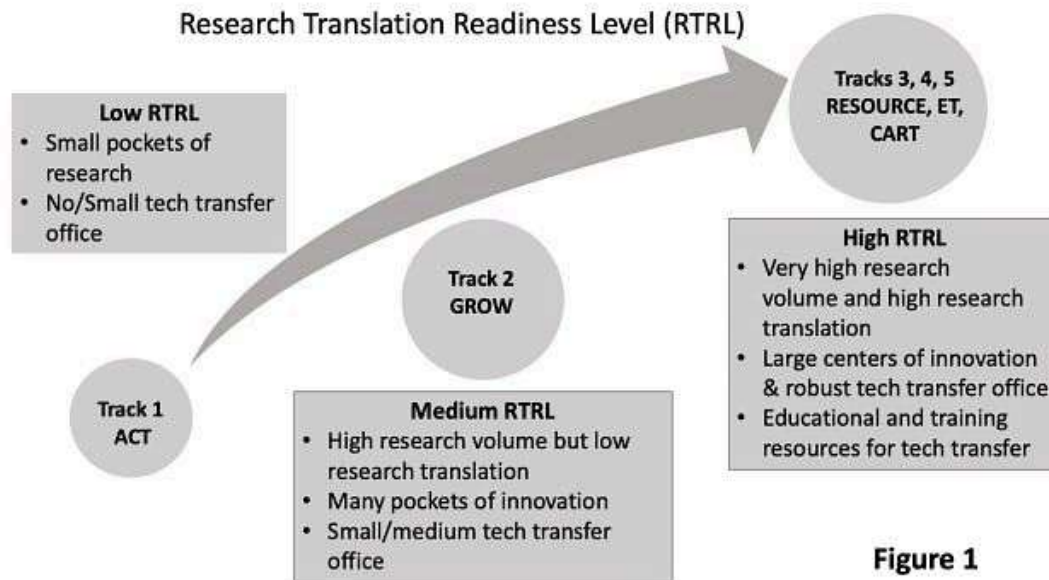 Research Translation Readiness Level (RTRL)
Low RTRL
• Small pockets of
research
• No/Small tech transfer
office
Track 1
ACT
Track 2
GROW
Medium RTRL
• High research volume but low
research translation
• Many pockets of innovation
• Small/medium tech transfer
office
Tracks 3, 4, 5
RESOURCE, ET,
CART
High RTRL
• Very high research
volume and high research
translation
• Large centers of innovation
& robust tech transfer office
• Educational and training
resources for tech transfer
Figure 1